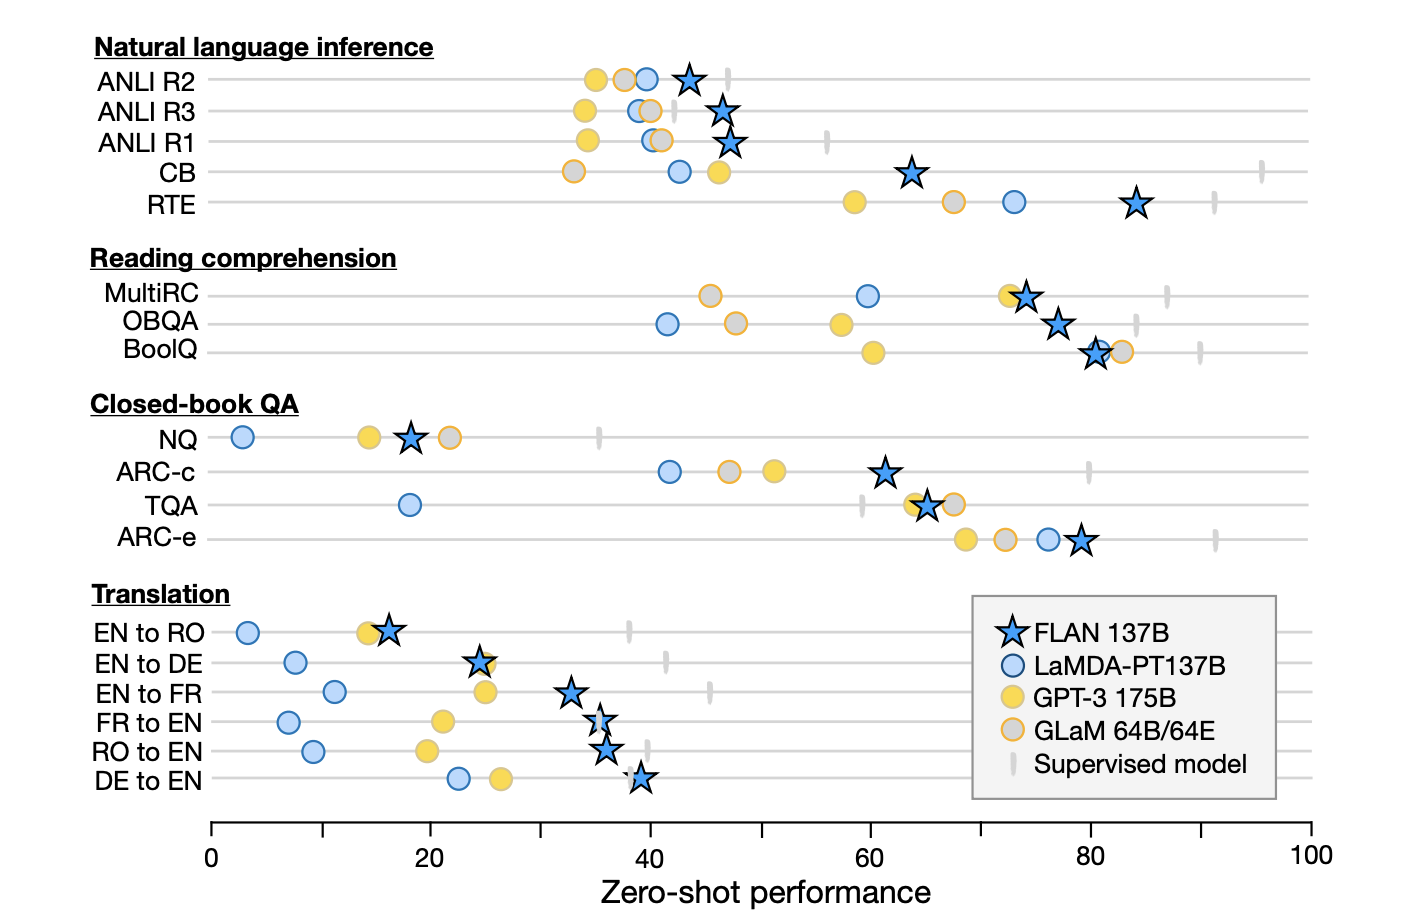 Natural language inference
ANLI R2
ANLI R3
ANLI R1
CB
RTE
Reading comprehension
MultiRC
OBQA
BoolQ
Closed-book QA
NQ
ARC-c
TQA
ARC-e
Translation
EN to RO
EN to DE
EN to FR
FR to EN
RO to EN
DE to EN
FLAN 137B
LaMDA-PT137B
GPT-3 175B
GLaM 64B/64E
Supervised model
0 20 40 60 80 100
Zero-shot performance